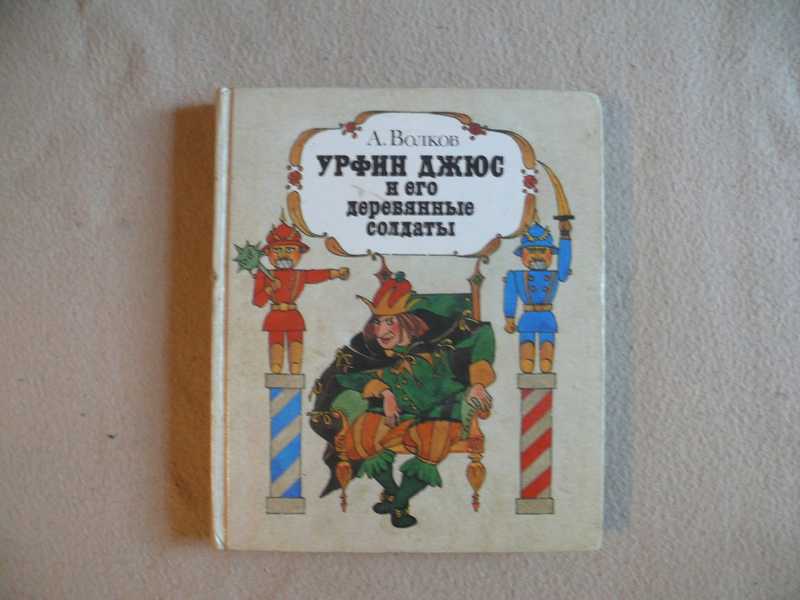 А. Волков
УРФИН ДЖЮС
и его
деревянные
солдаты